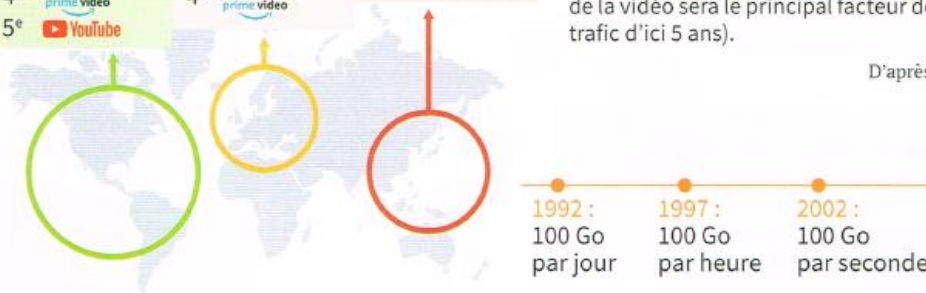 prime video
5e YouTube
prime video
de la vidéo sera le principal facteur de
trafic d'ici 5 ans).
D'après
1992 :
100 Go
par jour
1997 :
100 Go
par heure
2002 :
100 Go
par seconde